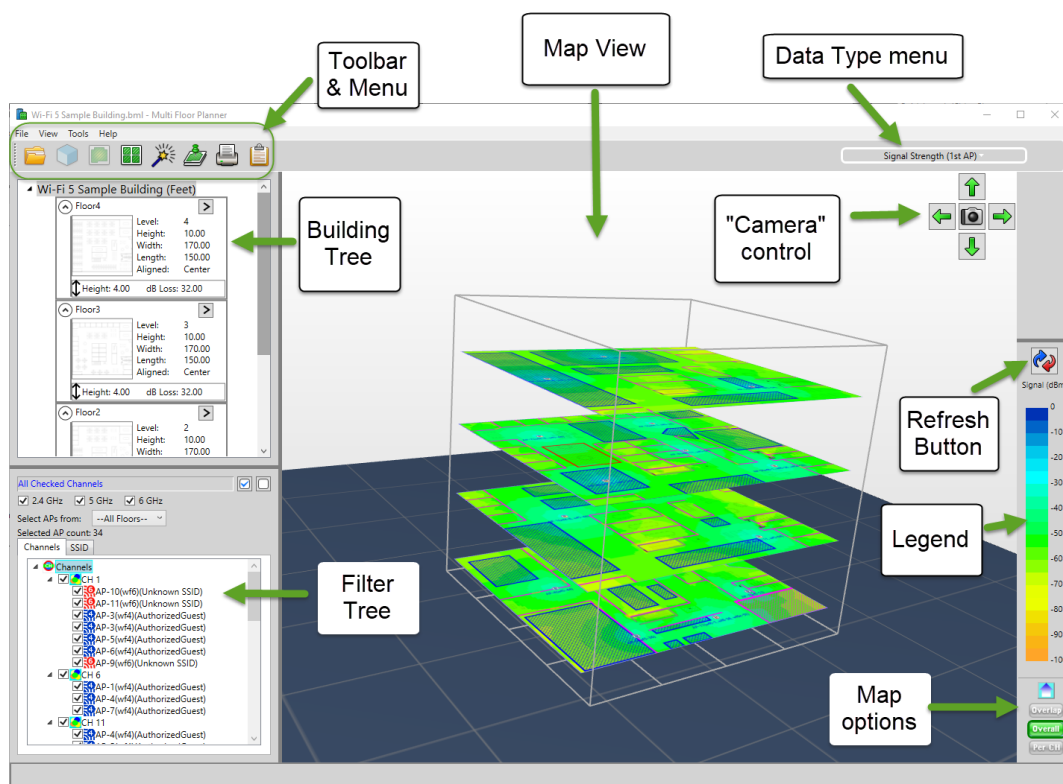 Toolbar
& Menu
Map View
Data Type menu
Wi-Fi 5 Sample Building.bml - Multi Floor Planner
File View Tools Help
Signal Strength (1st AP)
Wi-Fi 5 Sample Building (Feet)
Floor4
Level: 4
Height: 10.00
Width: 170.00
Length: 150.00
Aligned: Center
Height: 4.00 dB Loss: 32.00
Floor3
Level: 3
Height: 10.00
Width: 170.00
Length: 150.00
Aligned: Center
Height: 4.00 dB Loss: 32.00
Floor2
Level: 2
Height: 10.00
Width: 170.00
Building
Tree
"Camera"
control
Refresh
Button
Signal (dBm
0
-10
-20
-30
-40
-50
-60
-70
-80
-90
-10
Legend
All Checked Channels
2.4 GHz 5 GHz 6 GHz
Select APs from: --All Floors--
Selected AP count: 34
Channels SSID
Channels
CH 1
AP-10(wf6)(Unknown SSID)
AP-11(wf6)(Unknown SSID)
AP-3(wf4)(AuthorizedGuest)
AP-3(wf4)(AuthorizedGuest)
AP-5(wf4)(AuthorizedGuest)
AP-6(wf4)(AuthorizedGuest)
AP-9(wf6)(Unknown SSID)
CH 6
AP-1(wf4)(AuthorizedGuest)
AP-4(wf4)(AuthorizedGuest)
AP-7(wf4)(AuthorizedGuest)
CH 11
AP-4(wf4)(AuthorizedGuest)
Filter
Tree
Map
options
Overlap
Overall
Per CH